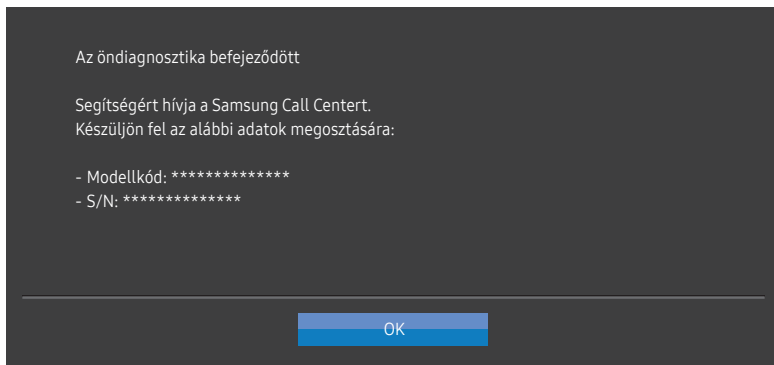 Az öndiagnosztika befejeződött
Segítségért hívja a Samsung Call Centert.
Készüljön fel az alábbi adatok megosztására:
- Modellkód: **************
- S/N: **************
OK